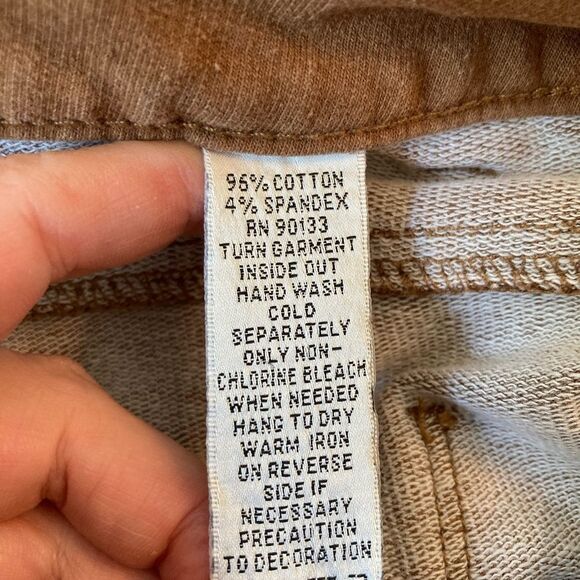 96% COTTON
4% SPANDEX
RN 90133
TURN GARMENT
INSIDE OUT
HAND WASH
COLD
SEPARATELY
ONLY NON-
CHLORINE BLEACH
WHEN NEEDED
HANG TO DRY
WARM IRON
ON REVERSE
SIDE IF
NECESSARY
PRECAUTION
TO DECORATION